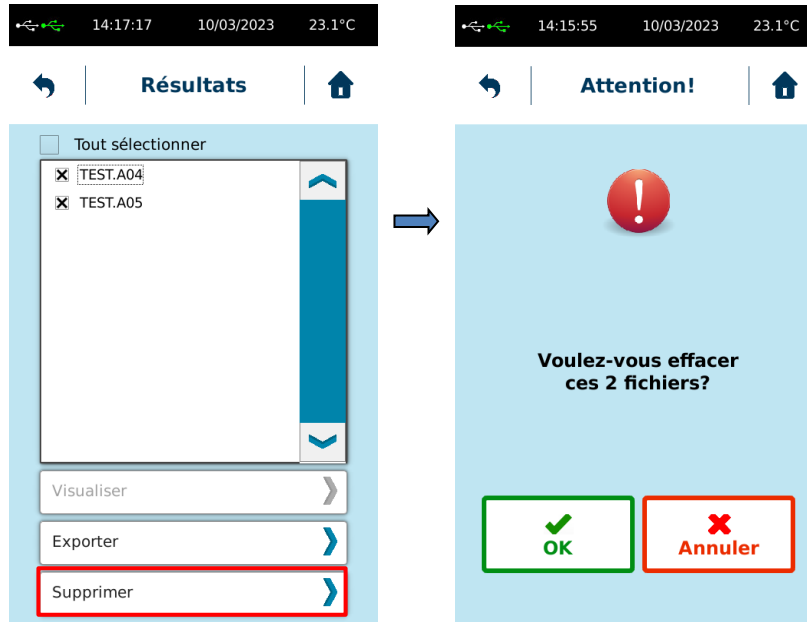 14:17:17 10/03/2023 23.1°C
Résultats
Tout sélectionner
TEST.A04
TEST.A05
Visualiser
Exporter
Supprimer
14:15:55 10/03/2023 23.1°C
Attention!
Voulez-vous effacer
ces 2 fichiers?
OK
Annuler